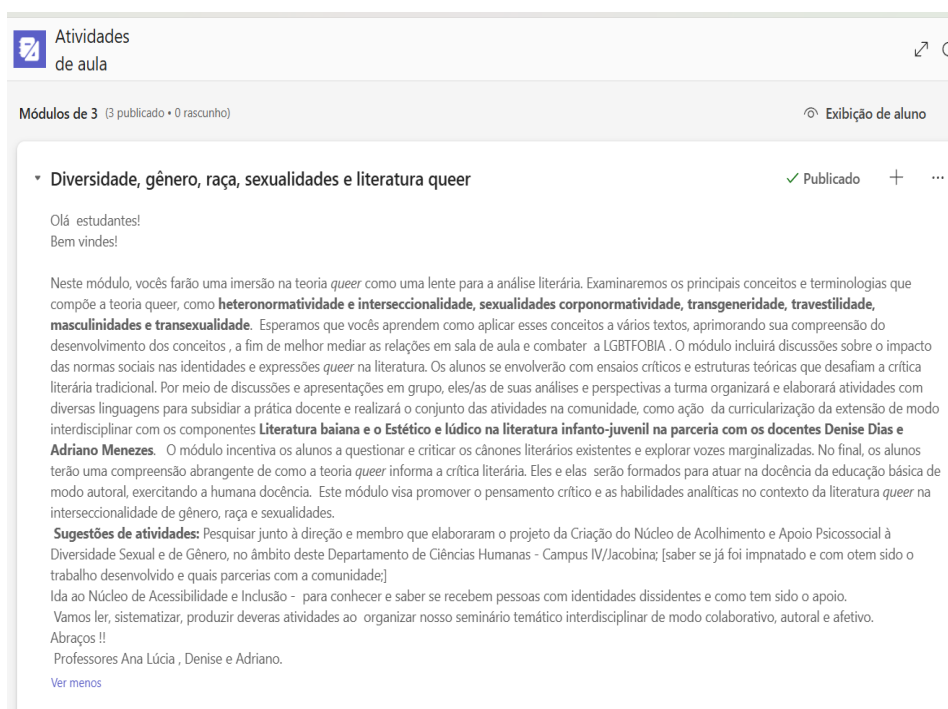 Atividades
de aula
Módulos de 3 (3 publicado • 0 rascunho)
Exibição de aluno
Diversidade, gênero, raça, sexualidades e literatura queer
Publicado
Olá estudantes!
Bem vindes!
Neste módulo, vocês farão uma imersão na teoria queer como uma lente para a análise literária. Examinaremos os principais conceitos e terminologias que
compõe a teoria queer, como heteronormatividade e interseccionalidade, sexualidades corponormatividade, transgeneridade, travestilidade,
masculinidades e transexualidade. Esperamos que vocês aprendem como aplicar esses conceitos a vários textos, aprimorando sua compreensão do
desenvolvimento dos conceitos , a fim de melhor mediar as relações em sala de aula e combater a LGBTFOBIA . O módulo incluirá discussões sobre o impacto
das normas sociais nas identidades e expressões queer na literatura. Os alunos se envolverão com ensaios críticos e estruturas teóricas que desafiam a crítica
literária tradicional. Por meio de discussões e apresentações em grupo, eles/as de suas análises e perspectivas a turma organizará e elaborará atividades com
diversas linguagens para subsidiar a prática docente e realizará o conjunto das atividades na comunidade, como ação da curricularização da extensão de modo
interdisciplinar com os componentes Literatura baiana e o Estético e lúdico na literatura infanto-juvenil na parceria com os docentes Denise Dias e
Adriano Menezes. O módulo incentiva os alunos a questionar e criticar os cânones literários existentes e explorar vozes marginalizadas. No final, os alunos
terão uma compreensão abrangente de como a teoria queer informa a crítica literária. Eles e elas serão formados para atuar na docência da educação básica de
modo autoral, exercitando a humana docência. Este módulo visa promover o pensamento crítico e as habilidades analíticas no contexto da literatura queer na
interseccionalidade de gênero, raça e sexualidades.
Sugestões de atividades: Pesquisar junto à direção e membro que elaboraram o projeto da Criação do Núcleo de Acolhimento e Apoio Psicossocial à
Diversidade Sexual e de Gênero, no âmbito deste Departamento de Ciências Humanas - Campus IV/Jacobina; [saber se já foi impnatado e com otem sido o
trabalho desenvolvido e quais parcerias com a comunidade;]
Ida ao Núcleo de Acessibilidade e Inclusão - para conhecer e saber se recebem pessoas com identidades dissidentes e como tem sido o apoio.
Vamos ler, sistematizar, produzir deveras atividades ao organizar nosso seminário temático interdisciplinar de modo colaborativo, autoral e afetivo.
Abraços !!
Professores Ana Lúcia , Denise e Adriano.
Ver menos